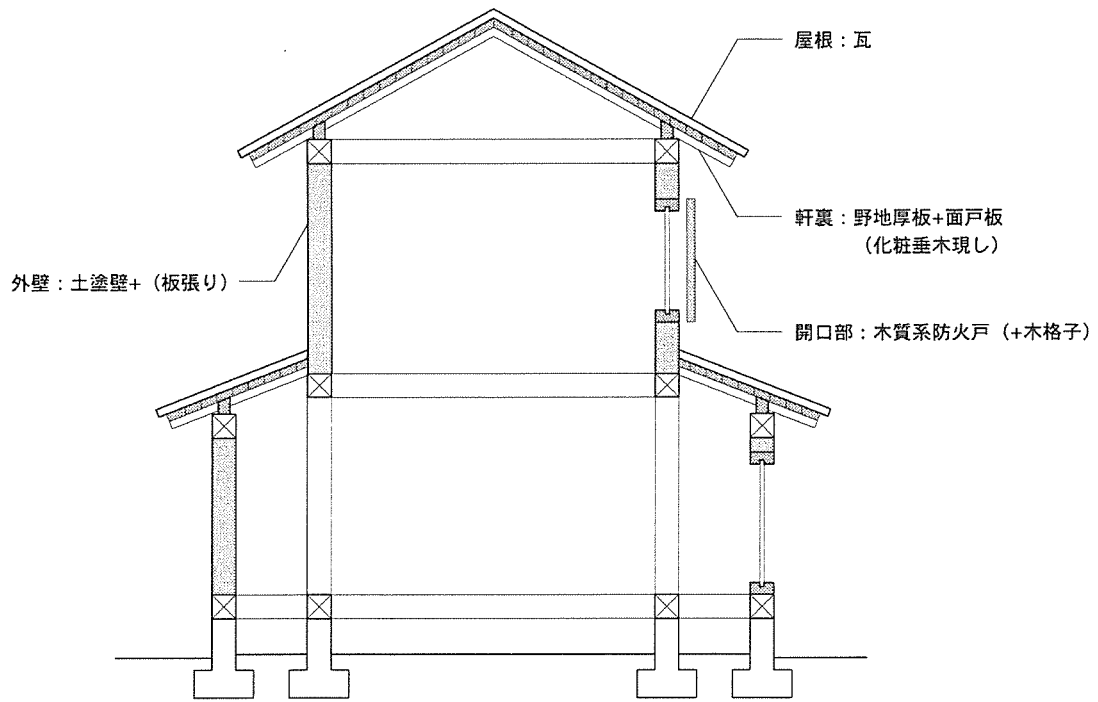 屋根：瓦
軒裏：野地厚板+面戸板
（化粧垂木現し）
外壁：土塗壁+（板張り）
開口部：木質系防火戸（+木格子）